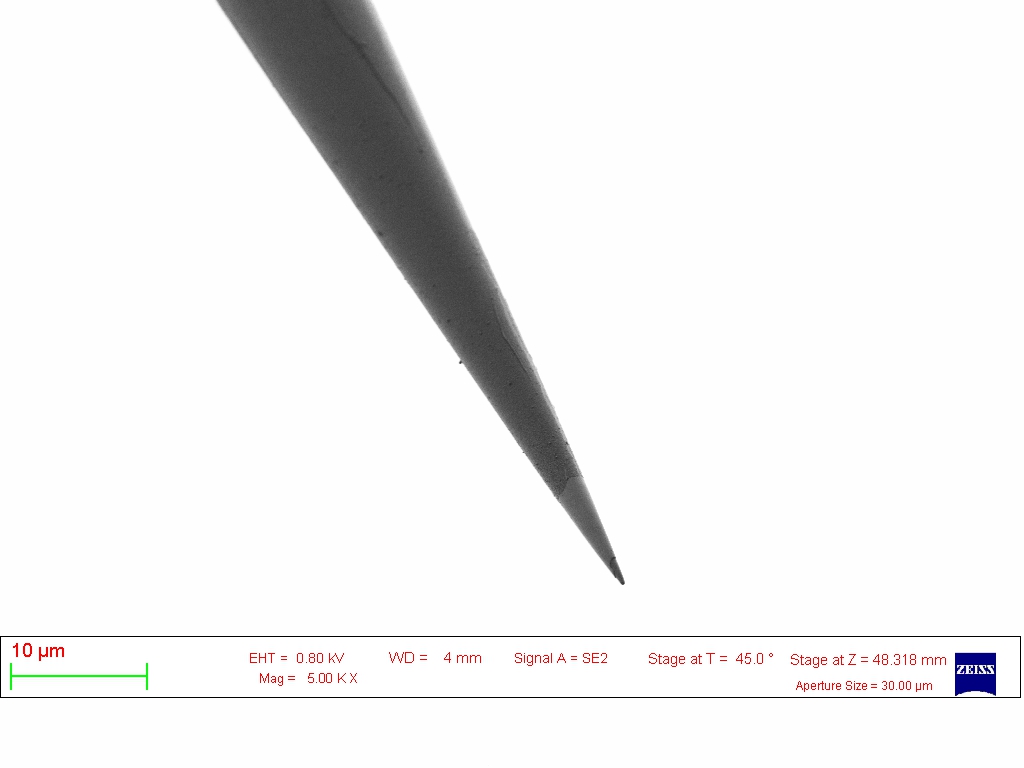 10 µm
EHT = 0.80 kV WD = 4 mm Signal A = SE2 Stage at T = 45.0 ° Stage at Z = 48.318 mm
Mag = 5.00 K X Aperture Size = 30.00 µm
ZEISS